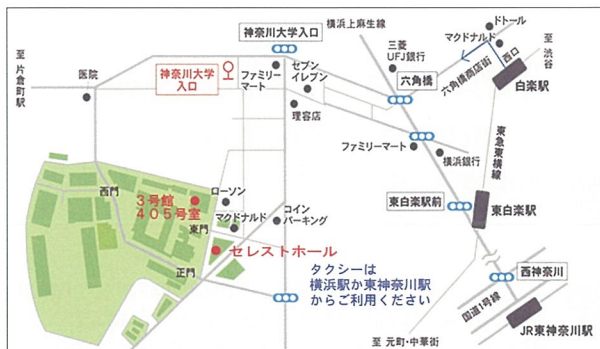 至 片倉町駅
医院
神奈川大学入口
神奈川大学
入口
ファミリー
マート
セブン
イレブン
理容店
横浜上麻生線
三菱
UFJ銀行
六角橋
六角橋商店街
ドトール
マクドナルド
西口
至 渋谷
白楽駅
ファミリーマート
横浜銀行
東急東横線
西門
3号館
405号室
ローソン
マクドナルド
東門
コイン
パーキング
正門
セレストホール
東白楽駅前
東白楽駅
タクシーは
横浜駅か東神奈川駅
からご利用ください
西神奈川
国道1号線
JR東神奈川駅
至 元町・中華街